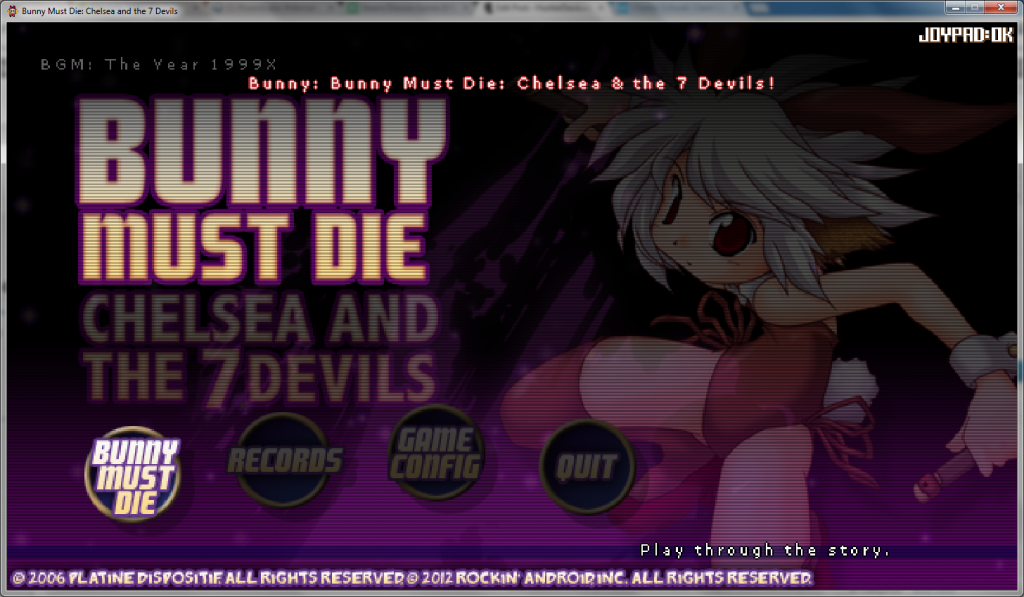 Bunny Must Die: Chelsea and the 7 Devils
JOYPAD:OK
BGM: The Year 1999X
Bunny: Bunny Must Die: Chelsea & the 7 Devils!
BUNNY
MUST DIE
CHELSEA AND
THE 7 DEVILS
BUNNY
MUST
DIE
RECORDS
GAME
CONFIG
QUIT
Play through the story.
© 2006 PLATINE DISPOSITIF. ALL RIGHTS RESERVED © 2012 ROCKIN' ANDROID INC. ALL RIGHTS RESERVED.